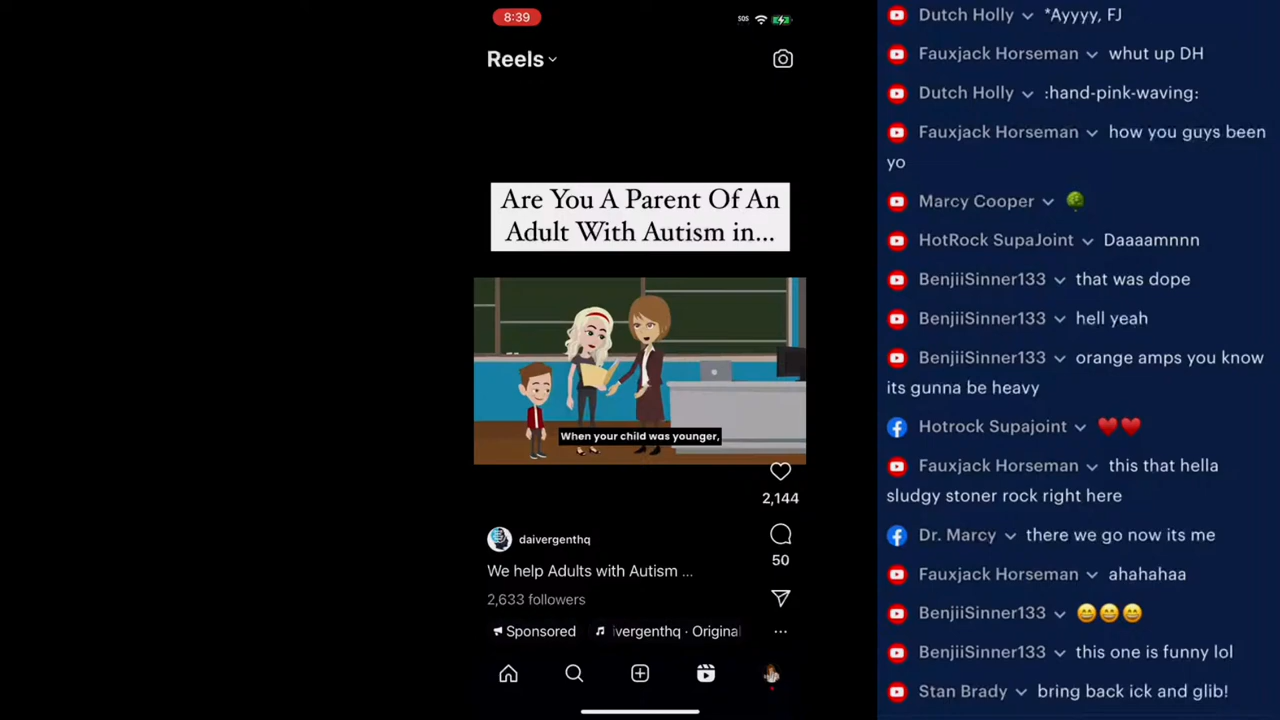 8:39
SOS
Reels
Are You A Parent Of An
Adult With Autism in...
When your child was younger,
2,144
50
daivergenthq
We help Adults with Autism ...
2,633 followers
Sponsored
ivergenthq · Original
Dutch Holly *Ayyyy, FJ
Fauxjack Horseman whut up DH
Dutch Holly :hand-pink-waving:
Fauxjack Horseman how you guys been
yo
Marcy Cooper
HotRock SupaJoint Daaaamnnn
BenjiiSinner133 that was dope
BenjiiSinner133 hell yeah
BenjiiSinner133 orange amps you know
its gunna be heavy
Hotrock Supajoint ♥️♥️
Fauxjack Horseman this that hella
sludgy stoner rock right here
Dr. Marcy there we go now its me
Fauxjack Horseman ahahahaa
BenjiiSinner133 😄😄😄
BenjiiSinner133 this one is funny lol
Stan Brady bring back ick and glib!